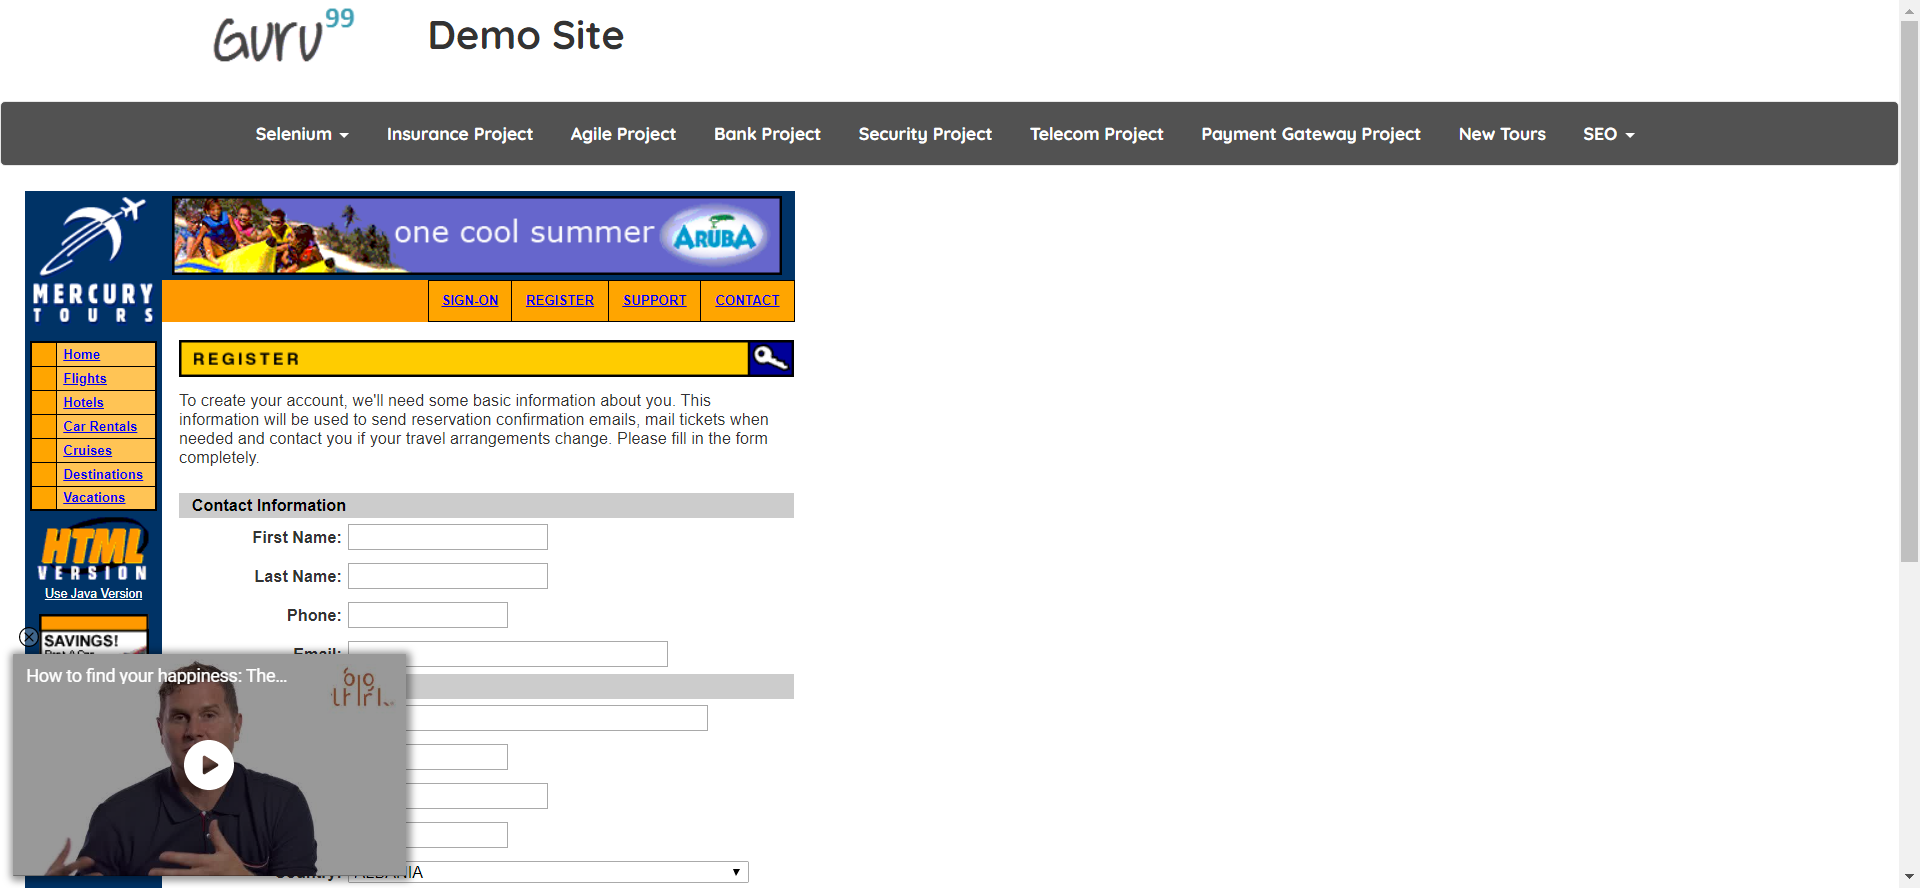 Guru99
Demo Site
Selenium
Insurance Project
Agile Project
Bank Project
Security Project
Telecom Project
Payment Gateway Project
New Tours
SEO
one cool summer
ARUBA
MERCURY
TOURS
SIGN-ON
REGISTER
SUPPORT
CONTACT
Home
Flights
Hotels
Car Rentals
Cruises
Destinations
Vacations
HTML
VERSION
Use Java Version
SAVINGS!
REGISTER
To create your account, we'll need some basic information about you. This
information will be used to send reservation confirmation emails, mail tickets when
needed and contact you if your travel arrangements change. Please fill in the form
completely.
Contact Information
First Name:
Last Name:
Phone:
Email:
How to find your happiness: The...
Country:
ALBANIA